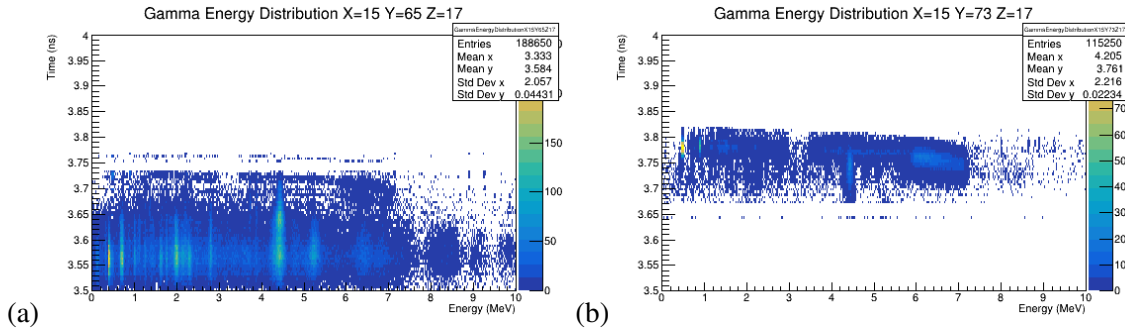 Gamma Energy Distribution X=15 Y=65 Z=17
GammaEnergyDistributionX15Y65Z17
Entries 188650
Mean x 3.333
Mean y 3.584
Std Dev x 2.057
Std Dev y 0.04431
Time (ns)
4
3.95
3.9
3.85
3.8
3.75
3.7
3.65
3.6
3.55
3.5
0 1 2 3 4 5 6 7 8 9 10
Energy (MeV)
150
100
50
0
(a)
Gamma Energy Distribution X=15 Y=73 Z=17
GammaEnergyDistributionX15Y73Z17
Entries 115250
Mean x 4.205
Mean y 3.761
Std Dev x 2.216
Std Dev y 0.02234
Time (ns)
4
3.95
3.9
3.85
3.8
3.75
3.7
3.65
3.6
3.55
3.5
0 1 2 3 4 5 6 7 8 9 10
Energy (MeV)
70
60
50
40
30
20
10
0
(b)